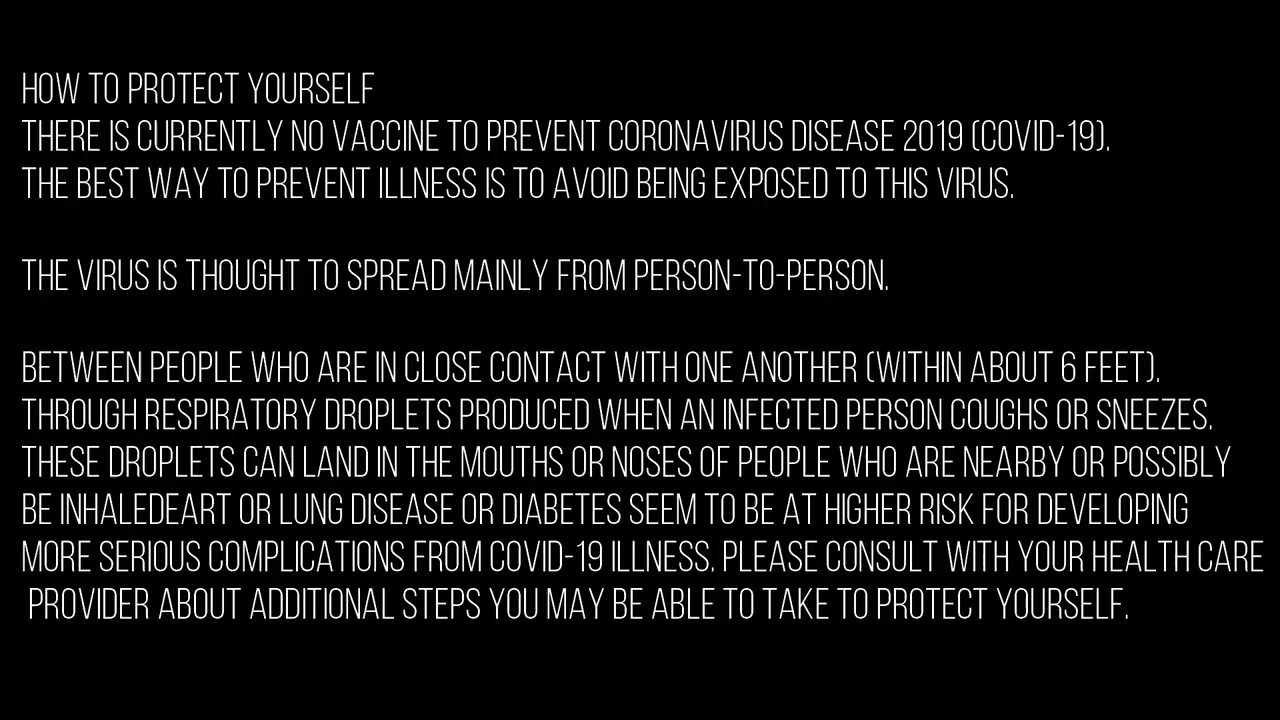 HOW TO PROTECT YOURSELF
THERE IS CURRENTLY NO VACCINE TO PREVENT CORONAVIRUS DISEASE 2019 (COVID-19).
THE BEST WAY TO PREVENT ILLNESS IS TO AVOID BEING EXPOSED TO THIS VIRUS.
THE VIRUS IS THOUGHT TO SPREAD MAINLY FROM PERSON-TO-PERSON.
BETWEEN PEOPLE WHO ARE IN CLOSE CONTACT WITH ONE ANOTHER (WITHIN ABOUT 6 FEET).
THROUGH RESPIRATORY DROPLETS PRODUCED WHEN AN INFECTED PERSON COUGHS OR SNEEZES.
THESE DROPLETS CAN LAND IN THE MOUTHS OR NOSES OF PEOPLE WHO ARE NEARBY OR POSSIBLY
BE INHALEDEART OR LUNG DISEASE OR DIABETES SEEM TO BE AT HIGHER RISK FOR DEVELOPING
MORE SERIOUS COMPLICATIONS FROM COVID-19 ILLNESS. PLEASE CONSULT WITH YOUR HEALTH CARE
PROVIDER ABOUT ADDITIONAL STEPS YOU MAY BE ABLE TO TAKE TO PROTECT YOURSELF.